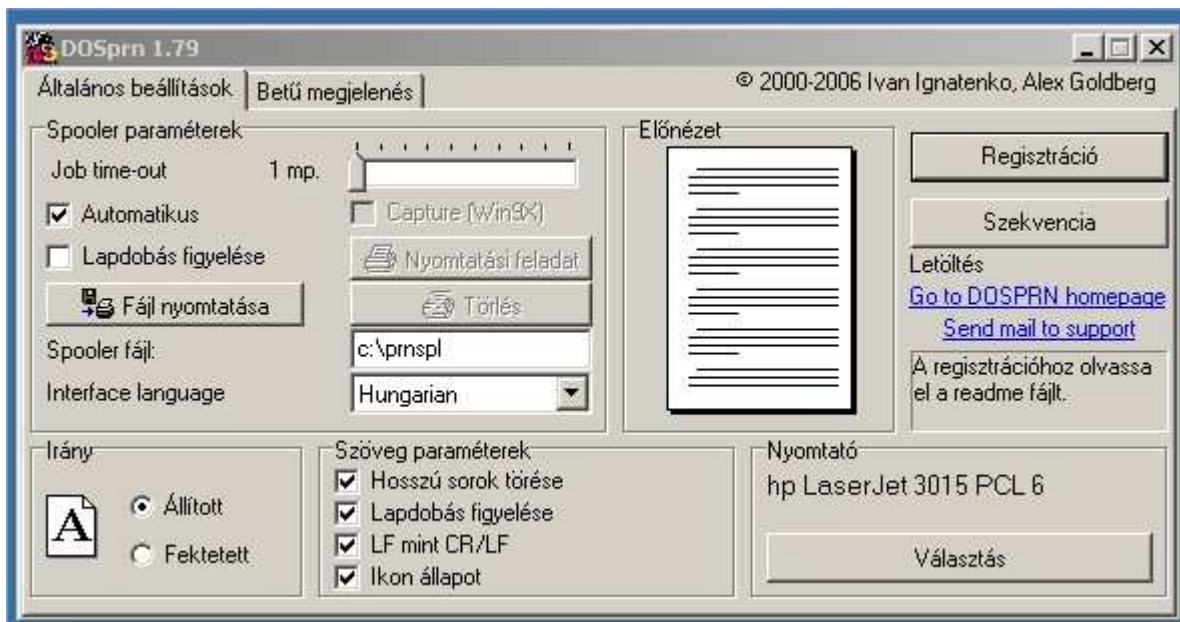 DOSprn 1.79
Általános beállítások
Betű megjelenés
© 2000-2006 Ivan Ignatenko, Alex Goldberg
Spooler paraméterek
Job time-out 1 mp.
Automatikus
Capture (Win9X)
Lapdobás figyelése
Nyomtatási feladat
Fájl nyomtatása
Törlés
Spooler fájl:
c:\prnspl
Interface language
Hungarian
Előnézet
Regisztráció
Szekvencia
Letöltés
Go to DOSPRN homepage
Send mail to support
A regisztrációhoz olvassa
el a readme fájlt.
Irány
A
Állított
Fektetett
Szöveg paraméterek
Hosszú sorok törése
Lapdobás figyelése
LF mint CR/LF
Ikon állapot
Nyomtató
hp LaserJet 3015 PCL 6
Választás